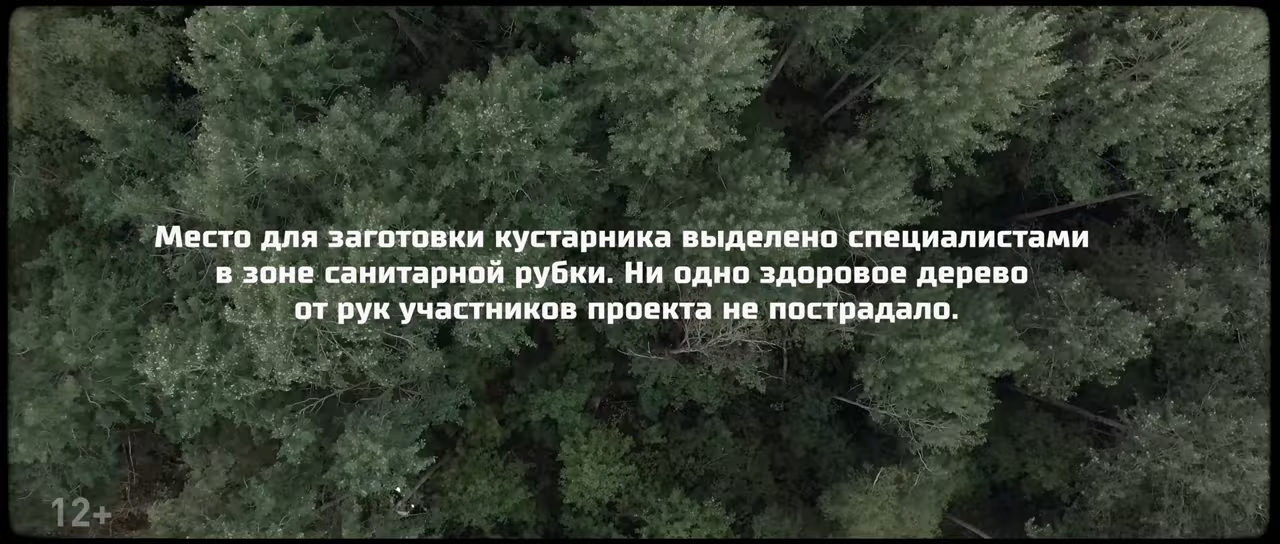 Место для заготовки кустарника выделено специалистами
в зоне санитарной рубки. Ни одно здоровое дерево
от рук участников проекта не пострадало.
12+